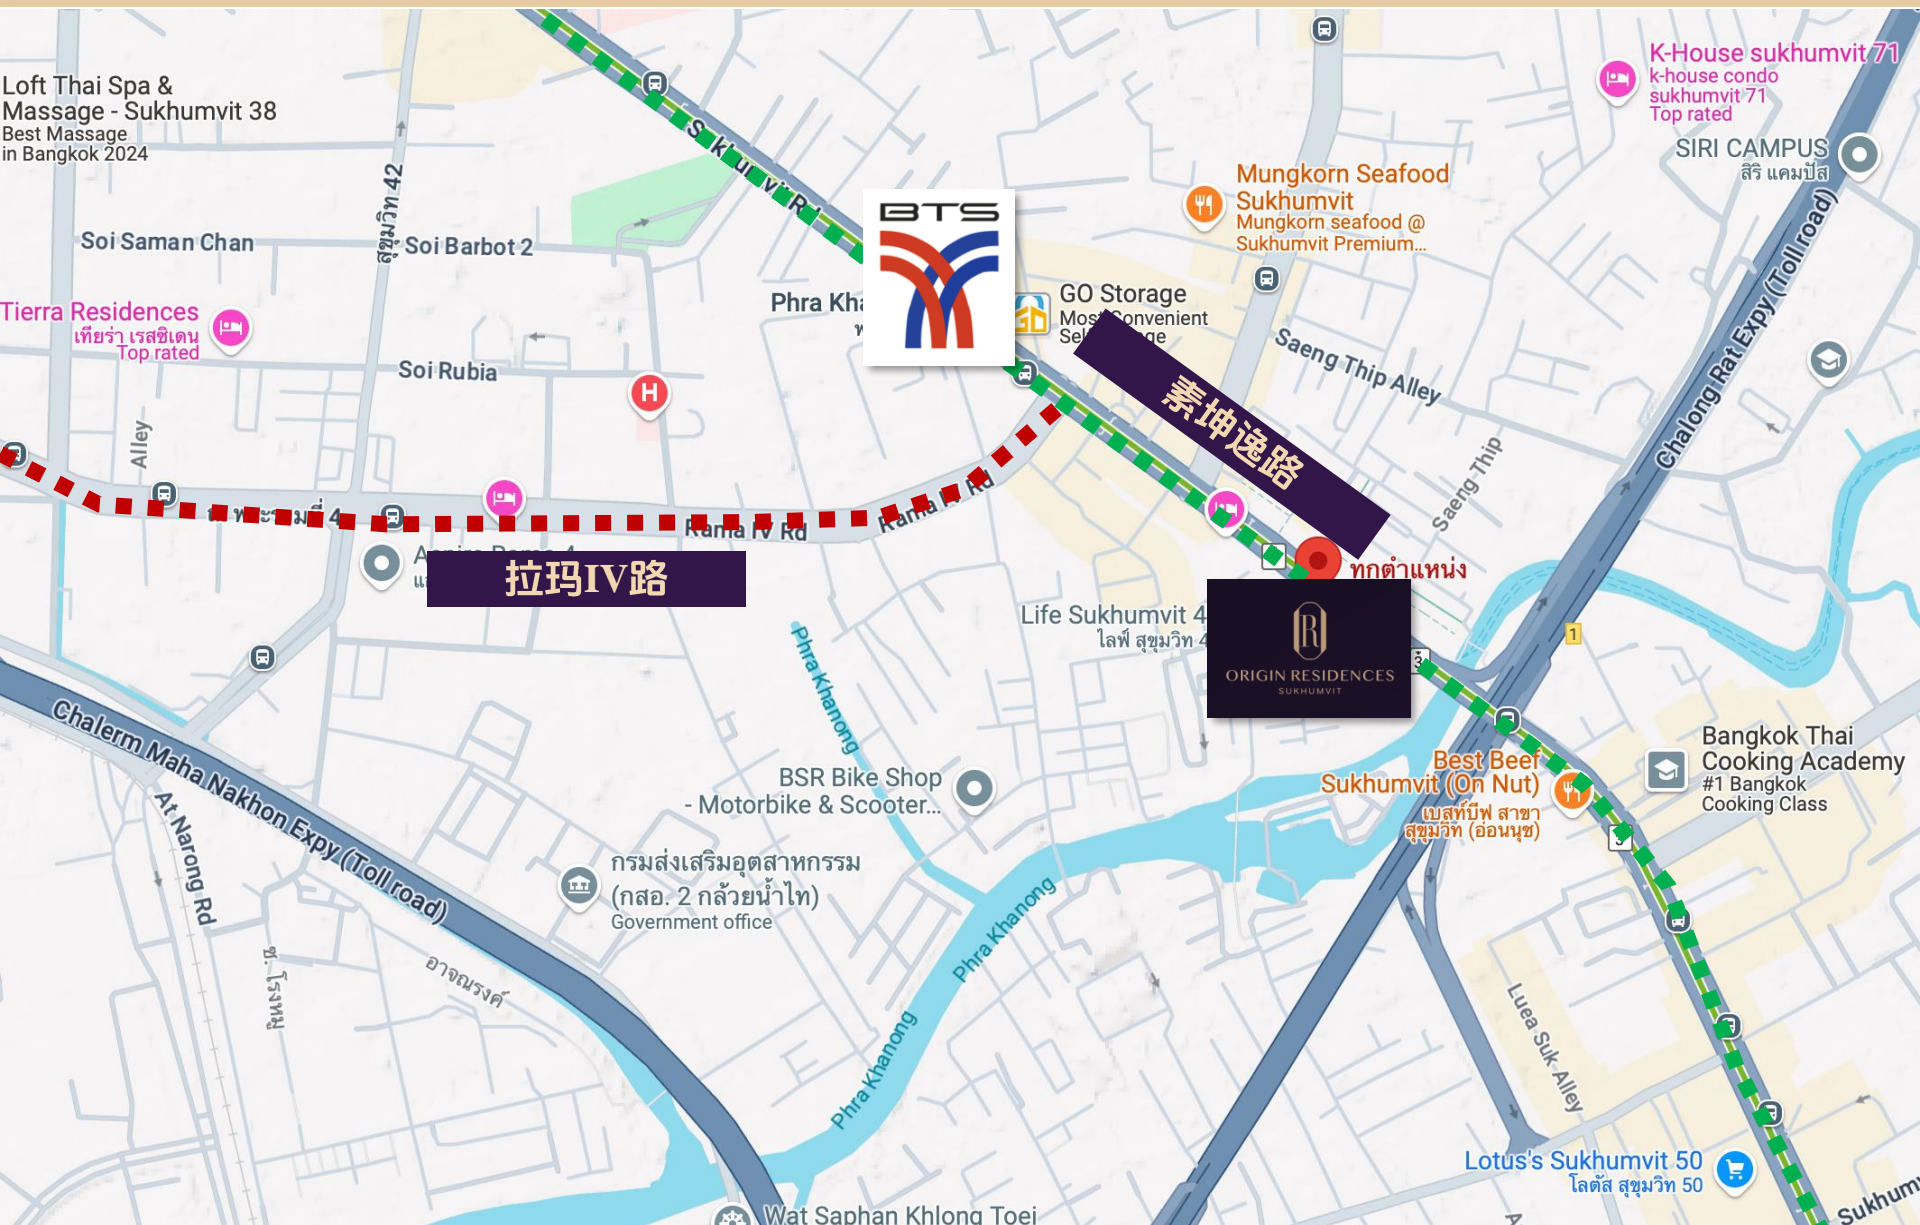 Loft Thai Spa &
Massage - Sukhumvit 38
Best Massage
in Bangkok 2024
สุขุมวิท 42
Soi Saman Chan
Soi Barbot 2
Tierra Residences
เทียร่า เรสซิเดน
Top rated
Soi Rubia
Alley
Sukhumvit Rd
BTS
Phra Kha
GO Storage
Most Convenient
Mungkorn Seafood
Sukhumvit
Mungkorn seafood @
Sukhumvit Premium...
K-House sukhumvit 71
k-house condo
sukhumvit 71
Top rated
SIRI CAMPUS
สิริ แคมปัส
Chalong Rat Expy (Toll road)
Saeng Thip Alley
Saeng Thip
素坤逸路
H
Rama IV Rd
Rama IV Rd
拉玛IV路
ทุกตำแหน่ง
Life Sukhumvit 4
ไลฟ์ สุขุมวิท 4
R
ORIGIN RESIDENCES
SUKHUMVIT
3
1
Phra Khanong
Chalerm Maha Nakhon Expy (Toll road)
At Narong Rd
BSR Bike Shop
- Motorbike & Scooter...
Best Beef
Sukhumvit (On Nut)
เบสท์บีฟ สาขา
สุขุมวิท (อ่อนนุช)
Bangkok Thai
Cooking Academy
#1 Bangkok
Cooking Class
3
กรมส่งเสริมอุตสาหกรรม
(กสอ. 2 กล้วยน้ำไท)
Government office
ซ. โรงหมู
อาจณรงค์
Phra Khanong
Phra Khanong
Luea Suk Alley
Lotus's Sukhumvit 50
โลตัส สุขุมวิท 50
Wat Saphan Khlong Toei
Sukhumv